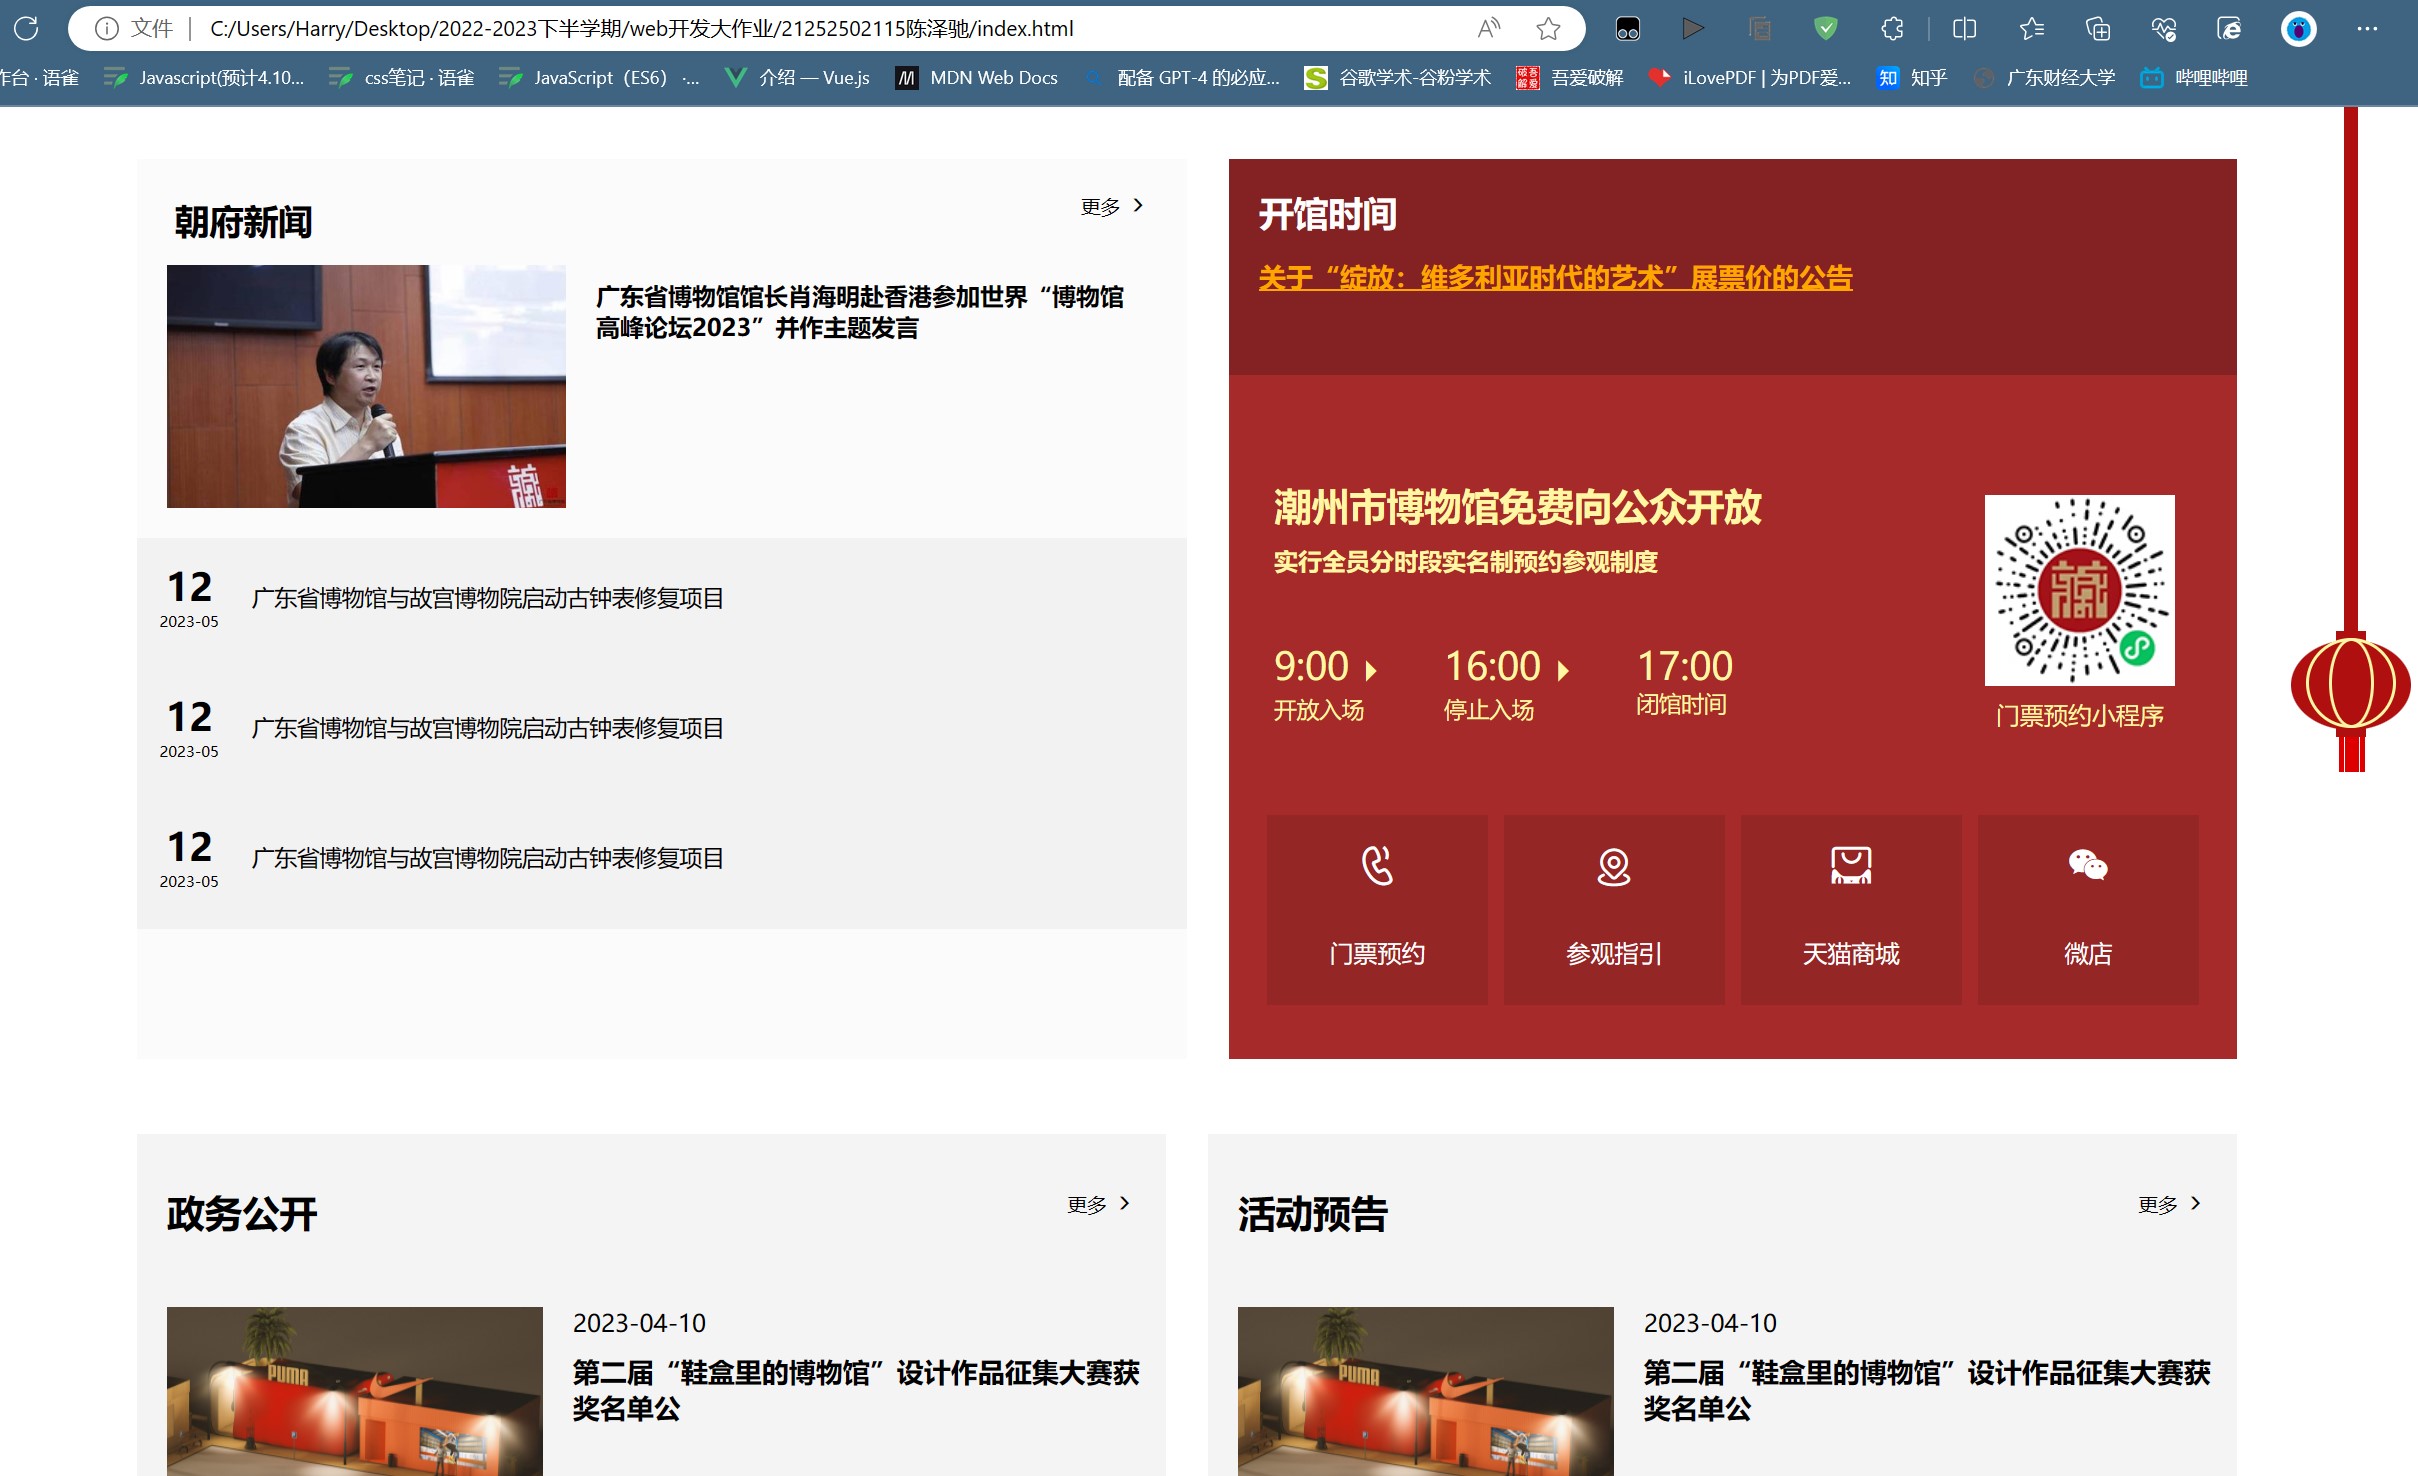 文件
C:/Users/Harry/Desktop/2022-2023下半学期/web开发大作业/21252502115陈泽驰/index.html
作台 · 语雀
Javascript(预计4.10...
css笔记 · 语雀
JavaScript（ES6）·...
介绍 — Vue.js
MDN Web Docs
配备 GPT-4 的必应...
谷歌学术-谷粉学术
吾爱破解
iLovePDF | 为PDF爱...
知 知乎
广东财经大学
哔哩哔哩
朝府新闻
更多
广东省博物馆馆长肖海明赴香港参加世界“博物馆
高峰论坛2023”并作主题发言
12
2023-05
广东省博物馆与故宫博物院启动古钟表修复项目
12
2023-05
广东省博物馆与故宫博物院启动古钟表修复项目
12
2023-05
广东省博物馆与故宫博物院启动古钟表修复项目
开馆时间
关于“绽放：维多利亚时代的艺术”展票价的公告
潮州市博物馆免费向公众开放
实行全员分时段实名制预约参观制度
9:00
开放入场
16:00
停止入场
17:00
闭馆时间
门票预约小程序
门票预约
参观指引
天猫商城
微店
政务公开
更多
PUMA
2023-04-10
第二届“鞋盒里的博物馆”设计作品征集大赛获
奖名单公
活动预告
更多
PUMA
2023-04-10
第二届“鞋盒里的博物馆”设计作品征集大赛获
奖名单公